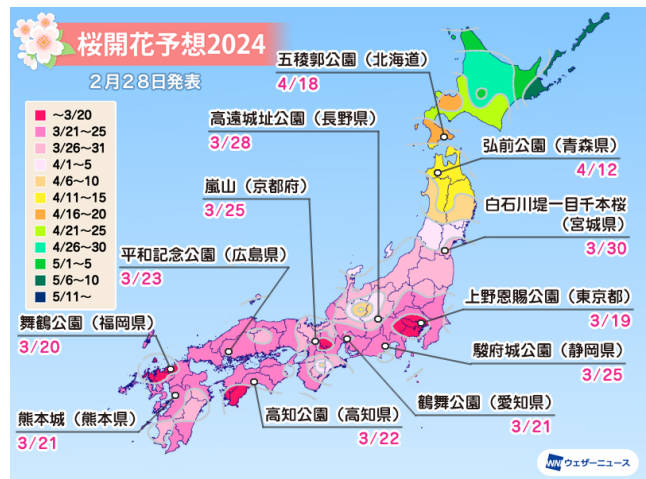 桜開花予想2024
2月28日発表
~3/20
3/21~25
3/26~31
4/1~5
4/6~10
4/11~15
4/16~20
4/21~25
4/26~30
5/1~5
5/6~10
5/11~
五稜郭公園（北海道）
4/18
高遠城址公園（長野県）
3/28
弘前公園（青森県）
4/12
嵐山（京都府）
3/25
白石川堤一目千本桜
（宮城県）
3/30
平和記念公園（広島県）
3/23
上野恩賜公園（東京都）
3/19
舞鶴公園（福岡県）
3/20
駿府城公園（静岡県）
3/25
鶴舞公園（愛知県）
3/21
高知公園（高知県）
3/22
熊本城（熊本県）
3/21
WNI ウェザーニュース